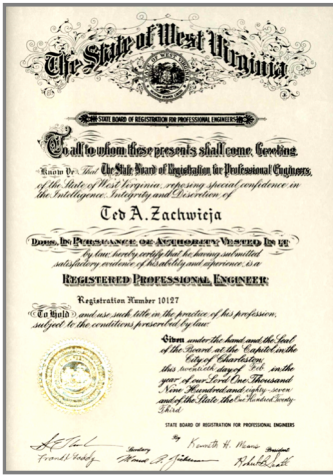 The State of West Virginia
STATE BOARD OF REGISTRATION FOR PROFESSIONAL ENGINEERS
To all to whom these presents shall come, Greeting.
Know Ye, That The State Board of Registration for Professional Engineers,
of the State of West Virginia, reposing special confidence in
the Intelligence, Integrity and Discretion of
Ted A. Zachwieja
Does, In Pursuance of Authority Vested In It
by law, hereby certify that he, having submitted
satisfactory evidence of his ability and experience, is a
Registered Professional Engineer
Registration Number 10127
To Hold and use such title in the practice of his profession,
subject to the conditions prescribed by law.
Given under the hand and the Seal
of the Board at the Capitol, in the
City of Charleston,
this twentieth day of Feb in the
year of our Lord One Thousand
Nine Hundred and eighty-seven
and of the State, the One Hundred Twenty
Third
STATE BOARD OF REGISTRATION FOR PROFESSIONAL ENGINEERS
By Kenneth H.
Secretary President